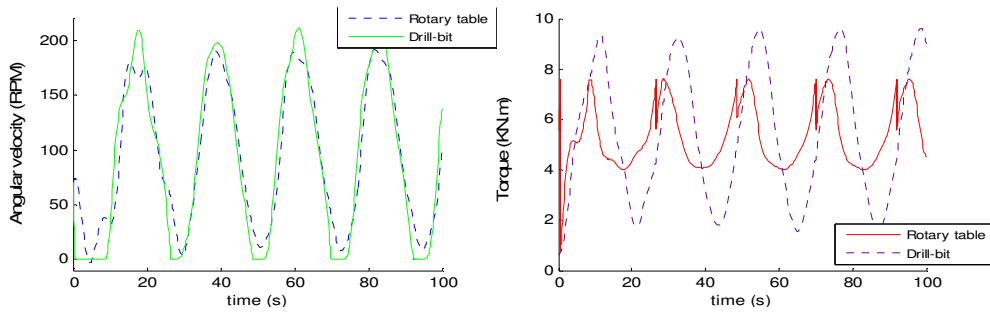 Rotary table
Drill-bit
Angular velocity (RPM)
200
150
100
50
0
0 20 40 60 80 100
time (s)
Torque (KN.m)
10
8
6
4
2
0
Rotary table
Drill-bit
0 20 40 60 80 100
time (s)